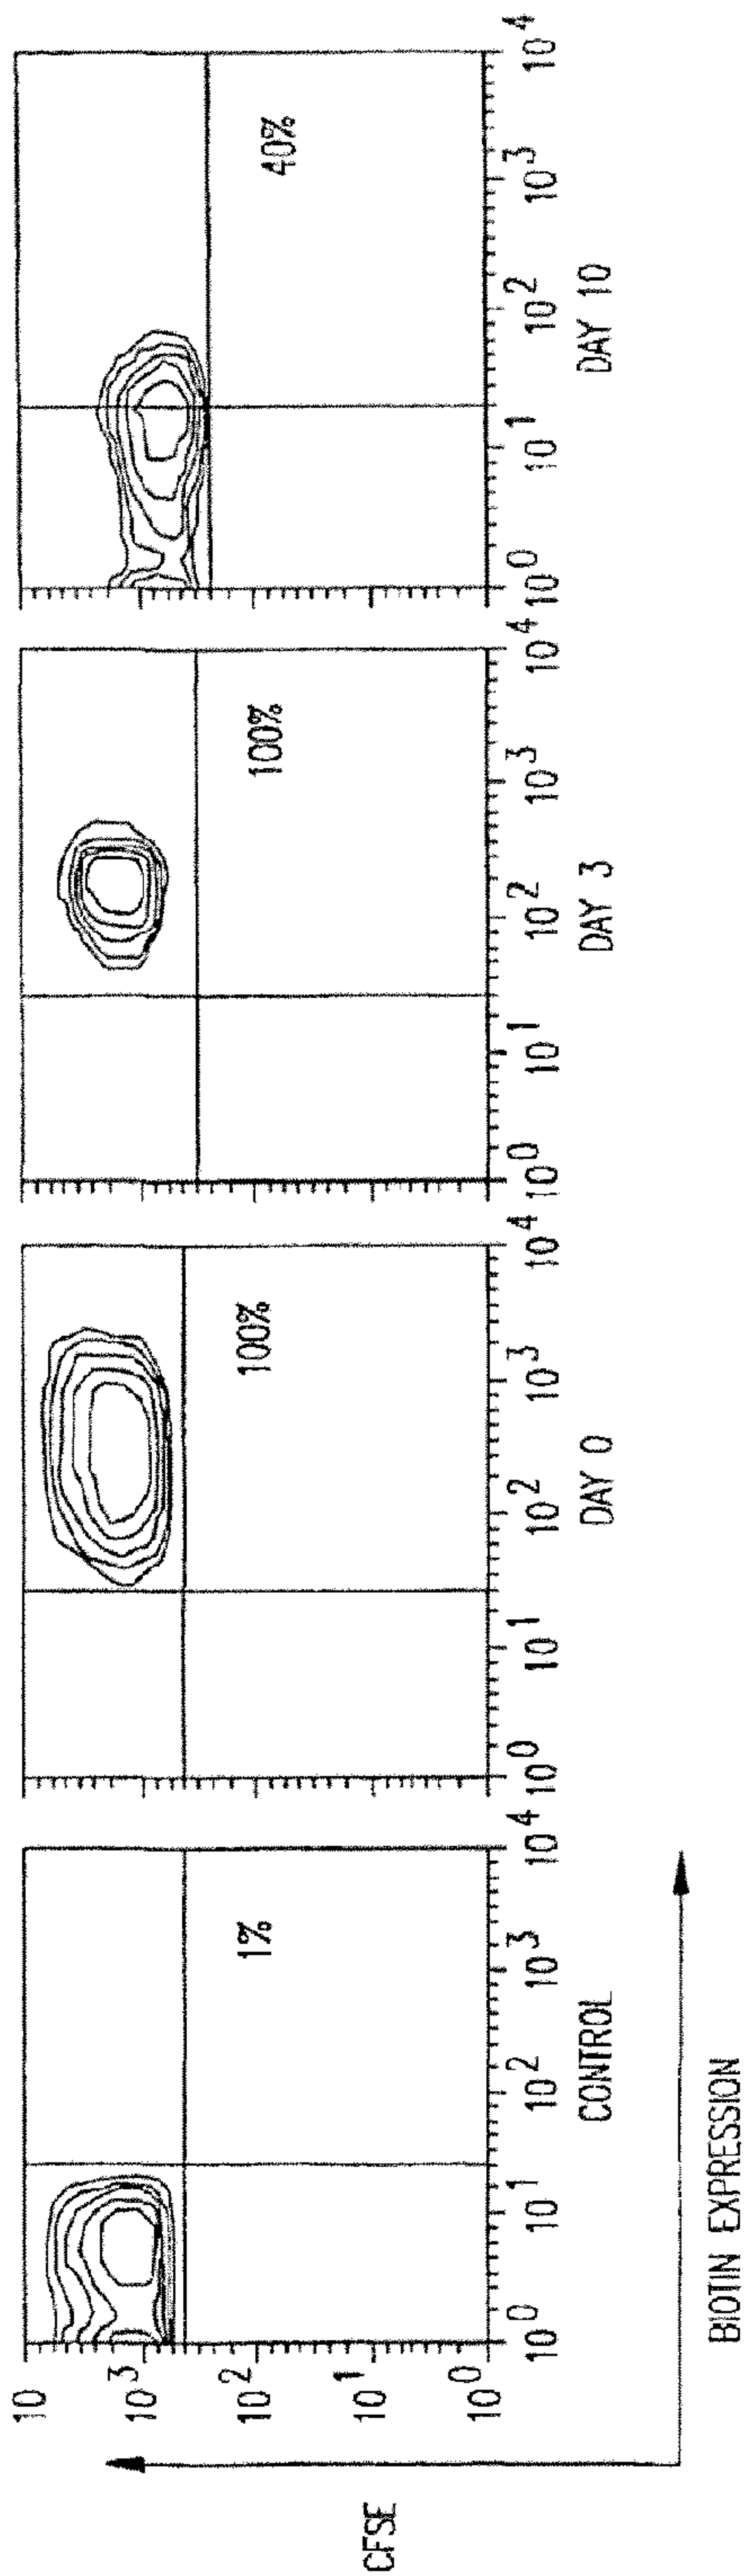 CFSE
10
10³
10²
10¹
10⁰
1%
10⁰ 10¹ 10² 10³ 10⁴
CONTROL
100%
10⁰ 10¹ 10² 10³ 10⁴
DAY 0
100%
10⁰ 10¹ 10² 10³ 10⁴
DAY 3
40%
10⁰ 10¹ 10² 10³ 10⁴
DAY 10
BIOTIN EXPRESSION